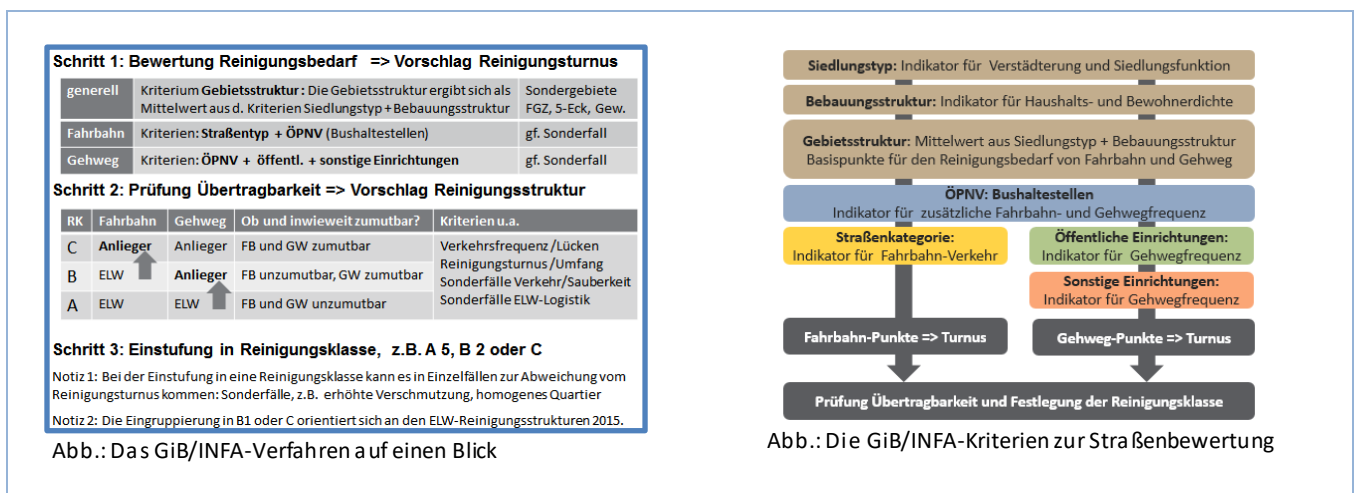 Schritt 1: Bewertung Reinigungsbedarf => Vorschlag Reinigungsturnus
generell Kriterium Gebietsstruktur: Die Gebietsstruktur ergibt sich als Sondergebiete
Mittelwert aus d. Kriterien Siedlungstyp + Bebauungsstruktur FGZ, 5-Eck, Gew.
Fahrbahn Kriterien: Straßentyp + ÖPNV (Bushaltestellen) gf. Sonderfall
Gehweg Kriterien: ÖPNV + öffentl. + sonstige Einrichtungen gf. Sonderfall
Schritt 2: Prüfung Übertragbarkeit => Vorschlag Reinigungsstruktur
RK Fahrbahn Gehweg Ob und inwieweit zumutbar? Kriterien u.a.
C Anlieger Anlieger FB und GW zumutbar Verkehrsfrequenz/Lücken
Reinigungsturnus/Umfang
B ELW Anlieger FB unzumutbar, GW zumutbar Sonderfälle Verkehr/Sauberkeit
A ELW ELW FB und GW unzumutbar Sonderfälle ELW-Logistik
Schritt 3: Einstufung in Reinigungsklasse, z.B. A 5, B 2 oder C
Notiz 1: Bei der Einstufung in eine Reinigungsklasse kann es in Einzelfällen zur Abweichung vom
Reinigungsturnus kommen: Sonderfälle, z.B. erhöhte Verschmutzung, homogenes Quartier
Notiz 2: Die Eingruppierung in B1 oder C orientiert sich an den ELW-Reinigungsstrukturen 2015.
Abb.: Das GiB/INFA-Verfahren auf einen Blick
Siedlungstyp: Indikator für Verstädterung und Siedlungsfunktion
Bebauungsstruktur: Indikator für Haushalts- und Bewohnerdichte
Gebietsstruktur: Mittelwert aus Siedlungstyp + Bebauungsstruktur
Basispunkte für den Reinigungsbedarf von Fahrbahn und Gehweg
ÖPNV: Bushaltestellen
Indikator für zusätzliche Fahrbahn- und Gehwegfrequenz
Straßenkategorie:
Indikator für Fahrbahn-Verkehr
Öffentliche Einrichtungen:
Indikator für Gehwegfrequenz
Sonstige Einrichtungen:
Indikator für Gehwegfrequenz
Fahrbahn-Punkte => Turnus
Gehweg-Punkte => Turnus
Prüfung Übertragbarkeit und Festlegung der Reinigungsklasse
Abb.: Die GiB/INFA-Kriterien zur Straßenbewertung